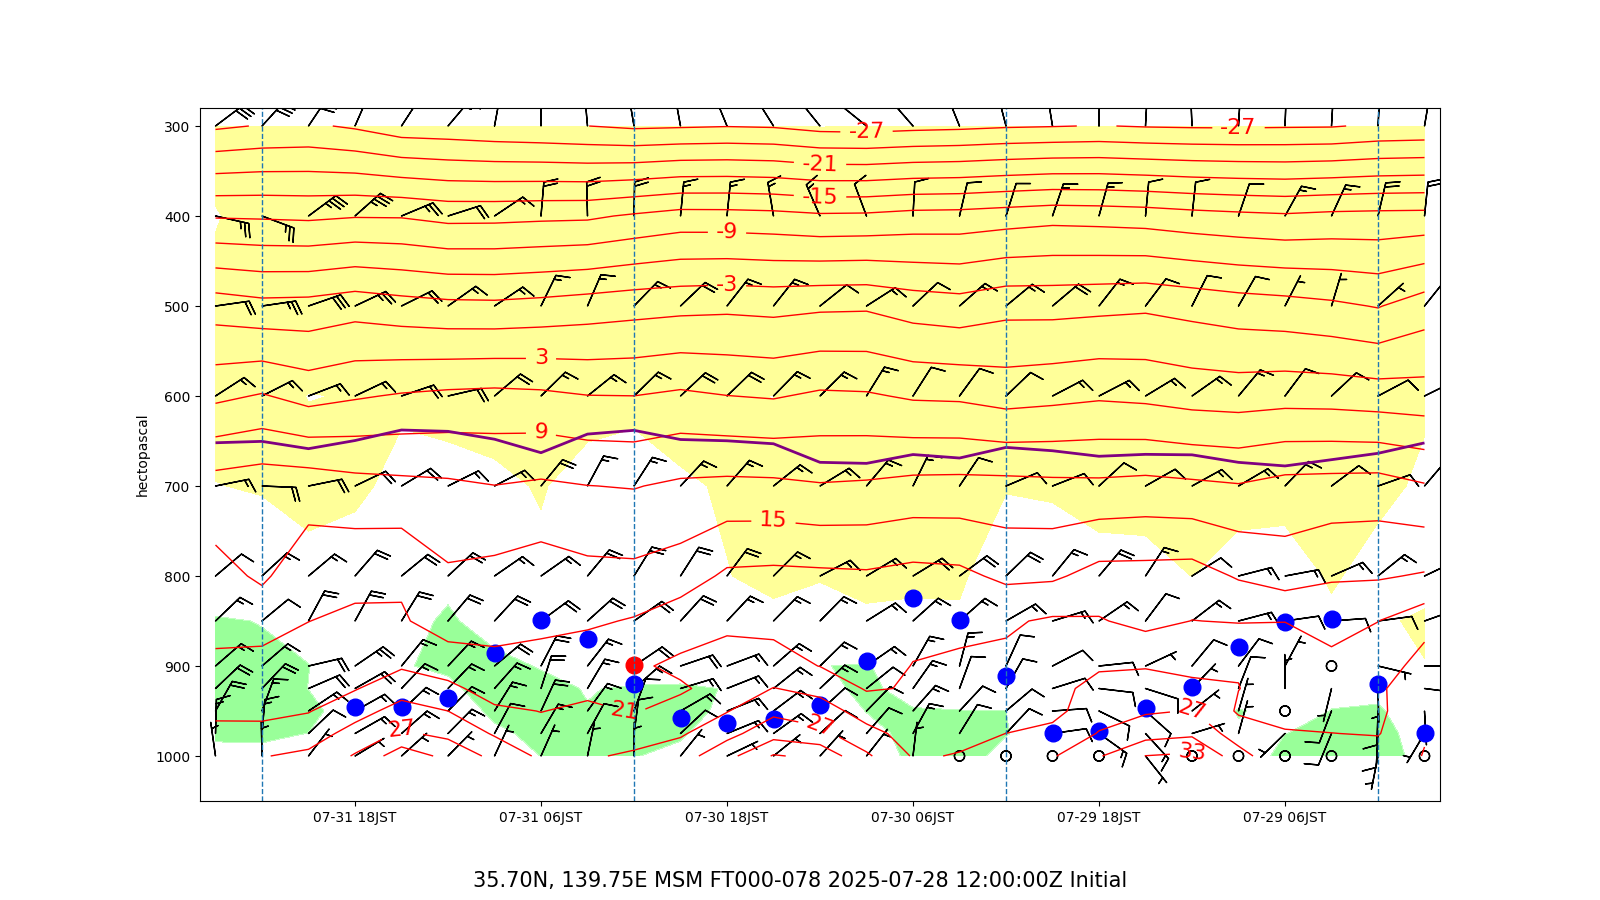 300
400
500
600
700
800
900
1000
hectopascal
-27
-27
-21
-15
-9
-3
3
9
15
21
27
27
27
33
07-31 18JST
07-31 06JST
07-30 18JST
07-30 06JST
07-29 18JST
07-29 06JST
35.70N, 139.75E MSM FT000-078 2025-07-28 12:00:00Z Initial